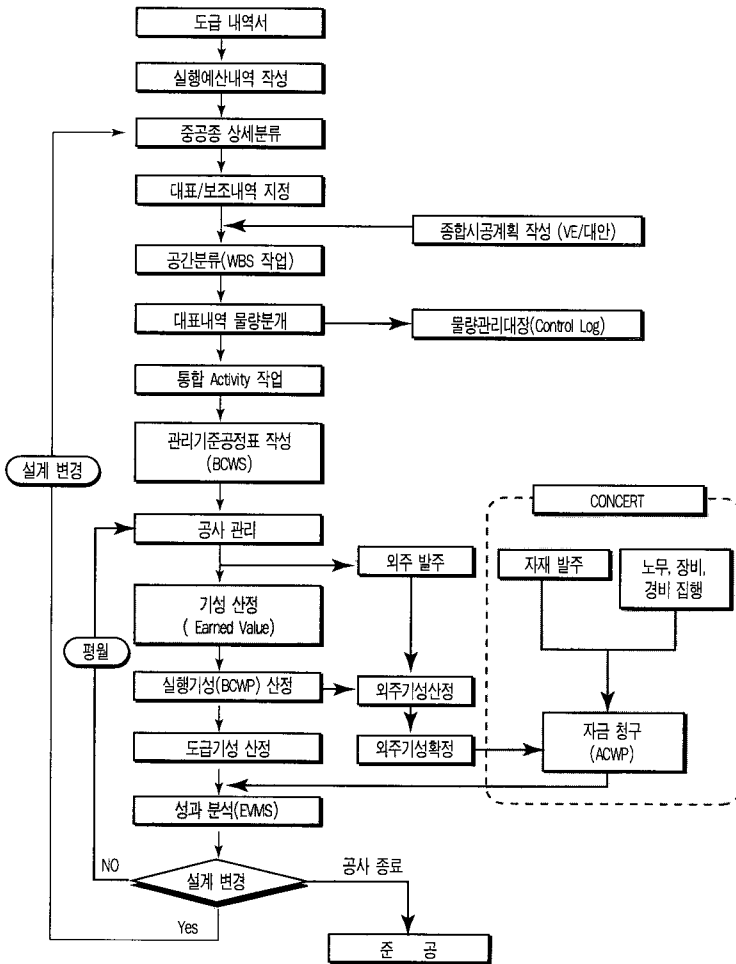 도급 내역서
실행예산내역 작성
중공종 상세분류
대표/보조내역 지정
종합시공계획 작성 (VE/대안)
공간분류(WBS 작업)
대표내역 물량분개
물량관리대장(Control Log)
통합 Activity 작업
관리기준공정표 작성
(BCWS)
설계 변경
CONCERT
공사 관리
외주 발주
자재 발주
노무, 장비,
경비 집행
기성 산정
( Earned Value)
평월
실행기성(BCWP) 산정
외주기성산정
도급기성 산정
외주기성확정
자금 청구
(ACWP)
성과 분석(EVMS)
NO
설계 변경
공사 종료
Yes
준 공